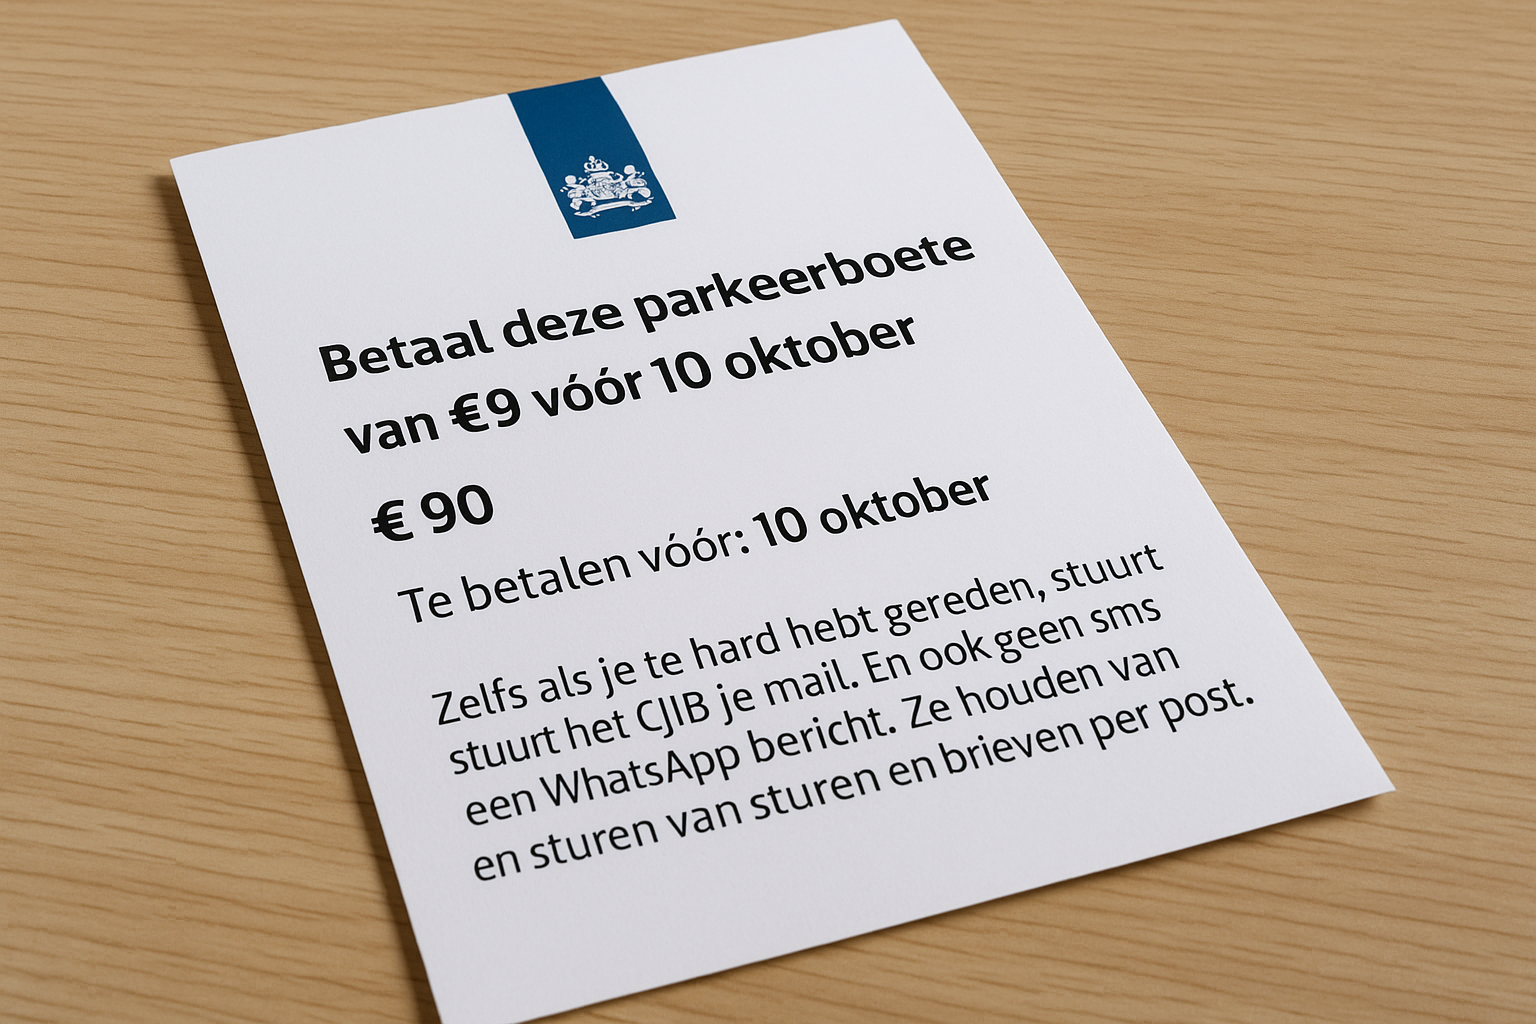 Betaal deze parkeerboete
van €9 vóór 10 oktober
€ 90
Te betalen vóór: 10 oktober
Zelfs als je te hard hebt gereden, stuurt
stuurt het CJIB je mail. En ook geen sms
een WhatsApp bericht. Ze houden van
en sturen van sturen en brieven per post.